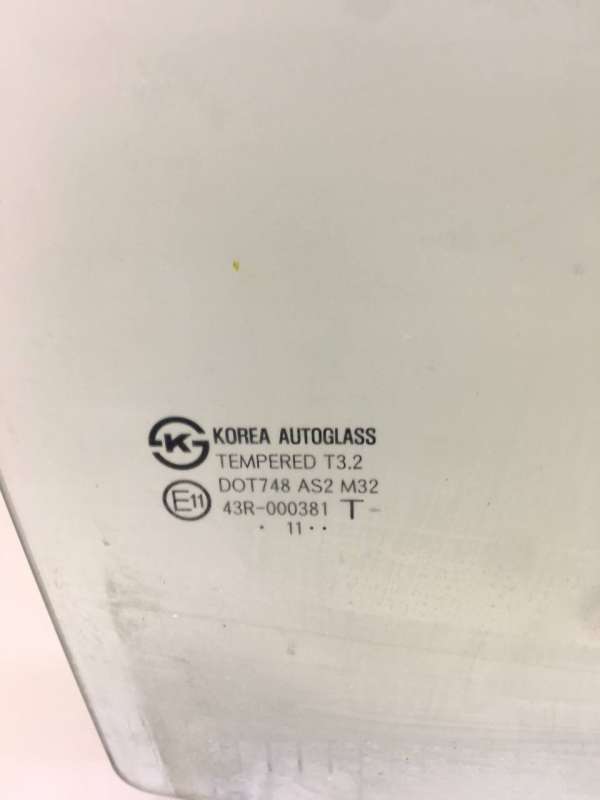 K KOREA AUTOGLASS
TEMPERED T3.2
DOT748 AS2 M32
E11 43R-000381 T -
· 11 ··